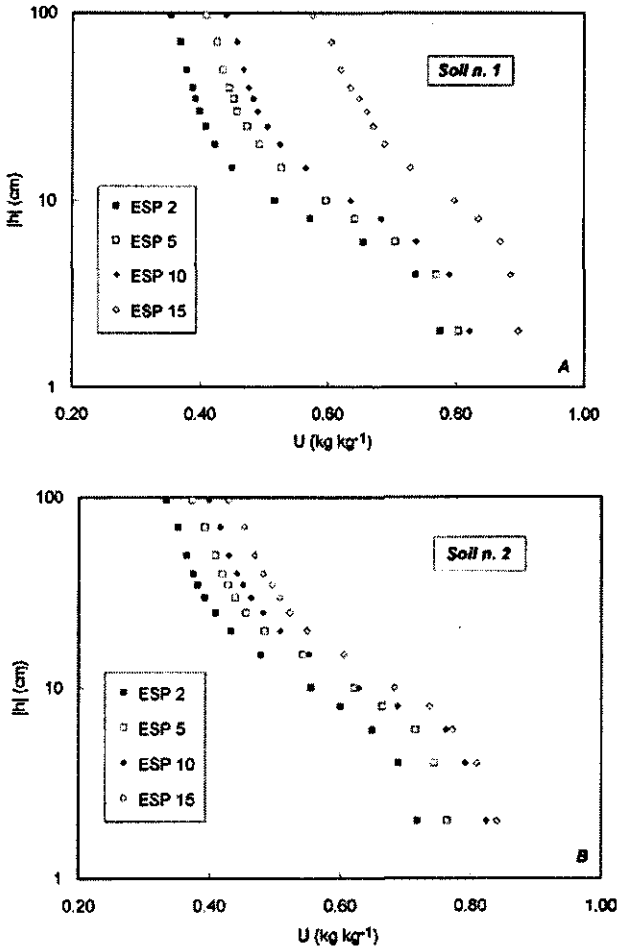 100
10
1
|h| (cm)
Soil n. 1
ESP 2
ESP 5
ESP 10
ESP 15
A
0.20 0.40 0.60 0.80 1.00
U (kg kg-1)
100
10
1
|h| (cm)
Soil n. 2
ESP 2
ESP 5
ESP 10
ESP 15
B
0.20 0.40 0.60 0.80 1.00
U (kg kg-1)